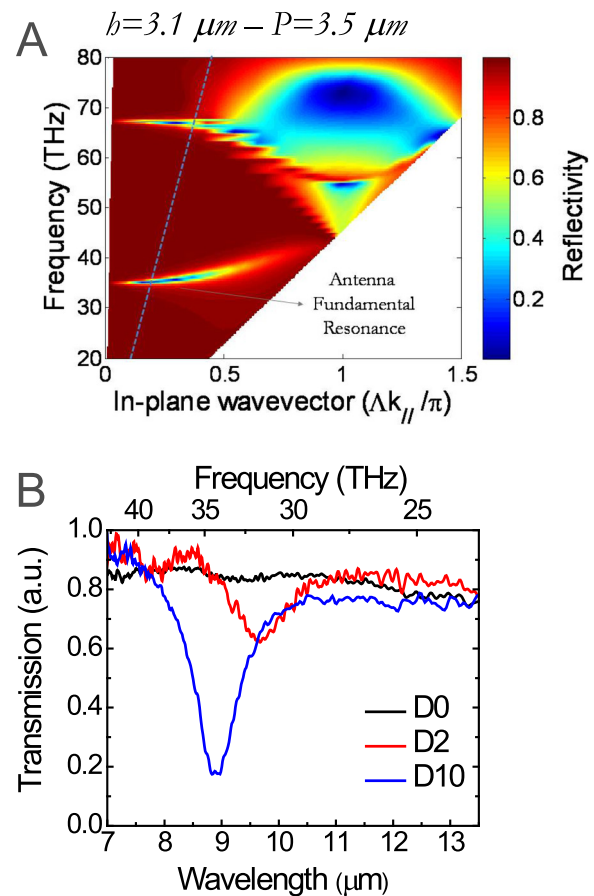 A
h=3.1 μm – P=3.5 μm
80
70
60
50
40
30
20
Frequency (THz)
Antenna
Fundamental
Resonance
0
0.5
1
1.5
In-plane wavevector (Λk// /π)
0.8
0.6
0.4
0.2
Reflectivity
B
Frequency (THz)
40
35
30
25
1.0
0.8
0.6
0.4
0.2
0.0
Transmission (a.u.)
D0
D2
D10
7
8
9
10
11
12
13
Wavelength (μm)